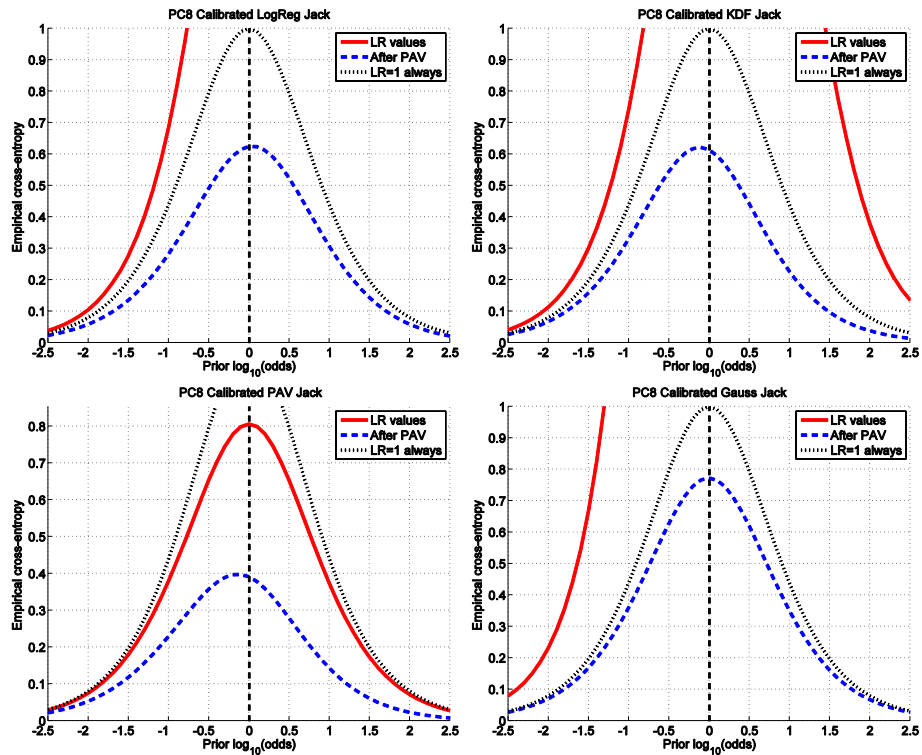 PC8 Calibrated LogReg Jack
LR values
After PAV
LR=1 always
Empirical cross-entropy
1
0.9
0.8
0.7
0.6
0.5
0.4
0.3
0.2
0.1
0
-2.5 -2 -1.5 -1 -0.5 0 0.5 1 1.5 2 2.5
Prior log10(odds)
PC8 Calibrated KDF Jack
LR values
After PAV
LR=1 always
Empirical cross-entropy
1
0.9
0.8
0.7
0.6
0.5
0.4
0.3
0.2
0.1
0
-2.5 -2 -1.5 -1 -0.5 0 0.5 1 1.5 2 2.5
Prior log10(odds)
PC8 Calibrated PAV Jack
LR values
After PAV
LR=1 always
Empirical cross-entropy
0.8
0.7
0.6
0.5
0.4
0.3
0.2
0.1
0
-2.5 -2 -1.5 -1 -0.5 0 0.5 1 1.5 2 2.5
Prior log10(odds)
PC8 Calibrated Gauss Jack
LR values
After PAV
LR=1 always
Empirical cross-entropy
1
0.9
0.8
0.7
0.6
0.5
0.4
0.3
0.2
0.1
0
-2.5 -2 -1.5 -1 -0.5 0 0.5 1 1.5 2 2.5
Prior log10(odds)